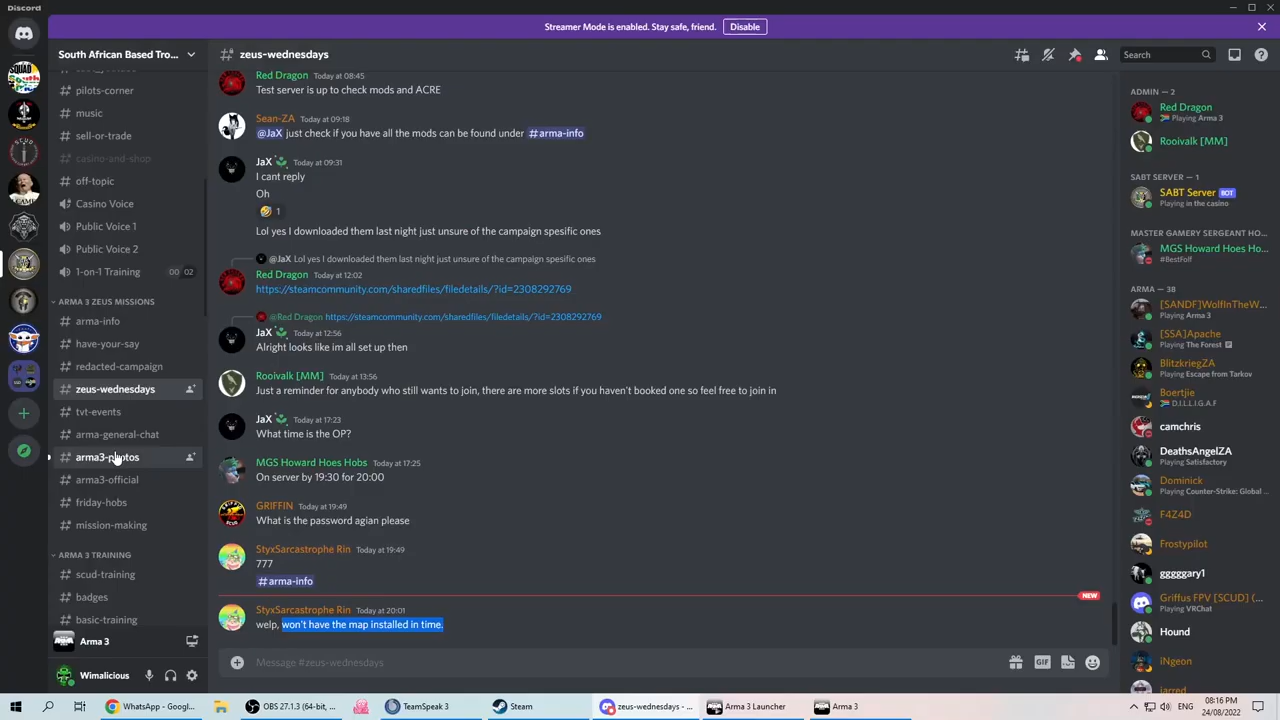 Discord
Streamer Mode is enabled. Stay safe, friend.
Disable
South African Based Tro...
pilots-corner
music
sell-or-trade
casino-and-shop
off-topic
Casino Voice
Public Voice 1
Public Voice 2
1-on-1 Training
00 02
ARMA 3 ZEUS MISSIONS
arma-info
have-your-say
redacted-campaign
zeus-wednesdays
tvt-events
arma-general-chat
arma3-photos
arma3-official
friday-hobs
mission-making
ARMA 3 TRAINING
scud-training
badges
basic-training
Arma 3
Wimalicious
zeus-wednesdays
Search
Red Dragon Today at 08:45
Test server is up to check mods and ACRE
Sean-ZA Today at 09:18
@JaX just check if you have all the mods can be found under #arma-info
JaX Today at 09:31
I cant reply
Oh
1
Lol yes I downloaded them last night just unsure of the campaign spesific ones
@JaX Lol yes I downloaded them last night just unsure of the campaign spesific ones
Red Dragon Today at 12:02
https://steamcommunity.com/sharedfiles/filedetails/?id=2308292769
@Red Dragon https://steamcommunity.com/sharedfiles/filedetails/?id=2308292769
JaX Today at 12:56
Alright looks like im all set up then
Rooivalk [MM] Today at 13:56
Just a reminder for anybody who still wants to join, there are more slots if you haven't booked one so feel free to join in
JaX Today at 17:23
What time is the OP?
MGS Howard Hoes Hobs Today at 17:25
On server by 19:30 for 20:00
GRIFFIN Today at 19:49
What is the password agian please
StyxSarcastrophe Rin Today at 19:49
777
#arma-info
NEW
StyxSarcastrophe Rin Today at 20:01
welp, won't have the map installed in time.
Message #zeus-wednesdays
GIF
ADMIN — 2
Red Dragon
Playing Arma 3
Rooivalk [MM]
SABT SERVER — 1
SABT Server BOT
Playing in the casino
MASTER GAMERY SERGEANT HO...
MGS Howard Hoes Ho...
#BestFolf
ARMA — 38
[SANDF]WolfInTheW...
Playing Arma 3
[SSA]Apache
Playing The Forest
BlitzkriegZA
Playing Escape from Tarkov
Boertjie
D.I.L.L.I.G.A.F
camchris
DeathsAngelZA
Playing Satisfactory
Dominick
Playing Counter-Strike: Global ...
F4Z4D
Frostypilot
gggggary1
Griffus FPV [SCUD] (...
Playing VRChat
Hound
iNgeon
jarred
WhatsApp - Googl...
OBS 27.1.3 (64-bit, ...
TeamSpeak 3
Steam
zeus-wednesdays - ...
Arma 3 Launcher
Arma 3
ENG
08:16 PM
24/08/2022